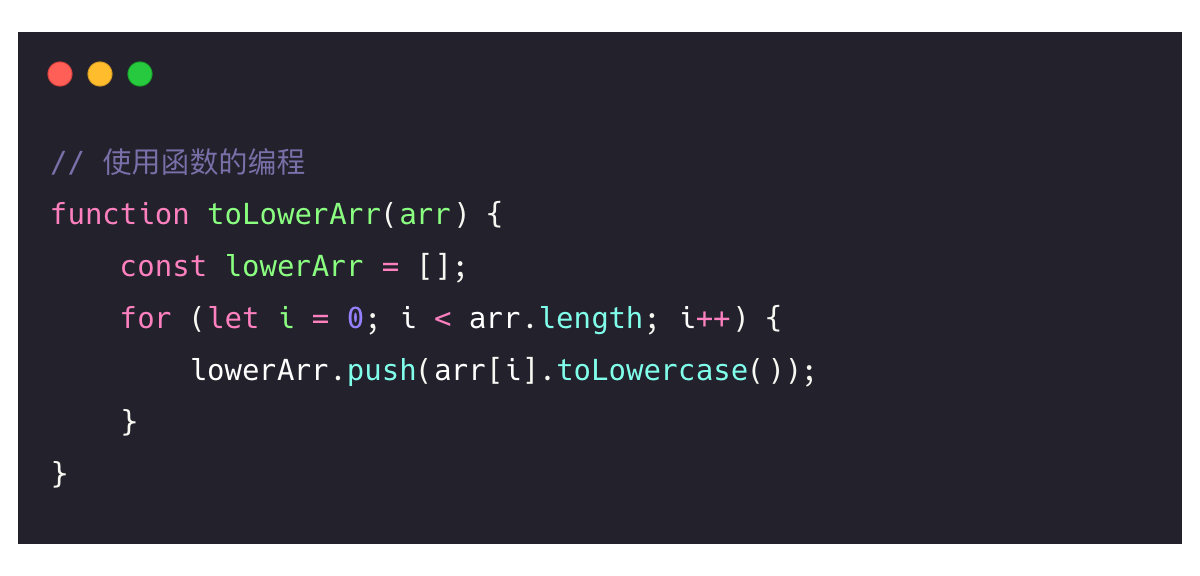 // 使用函数的编程
function toLowerArr(arr) {
    const lowerArr = [];
    for (let i = 0; i < arr.length; i++) {
        lowerArr.push(arr[i].toLowercase());
    }
}